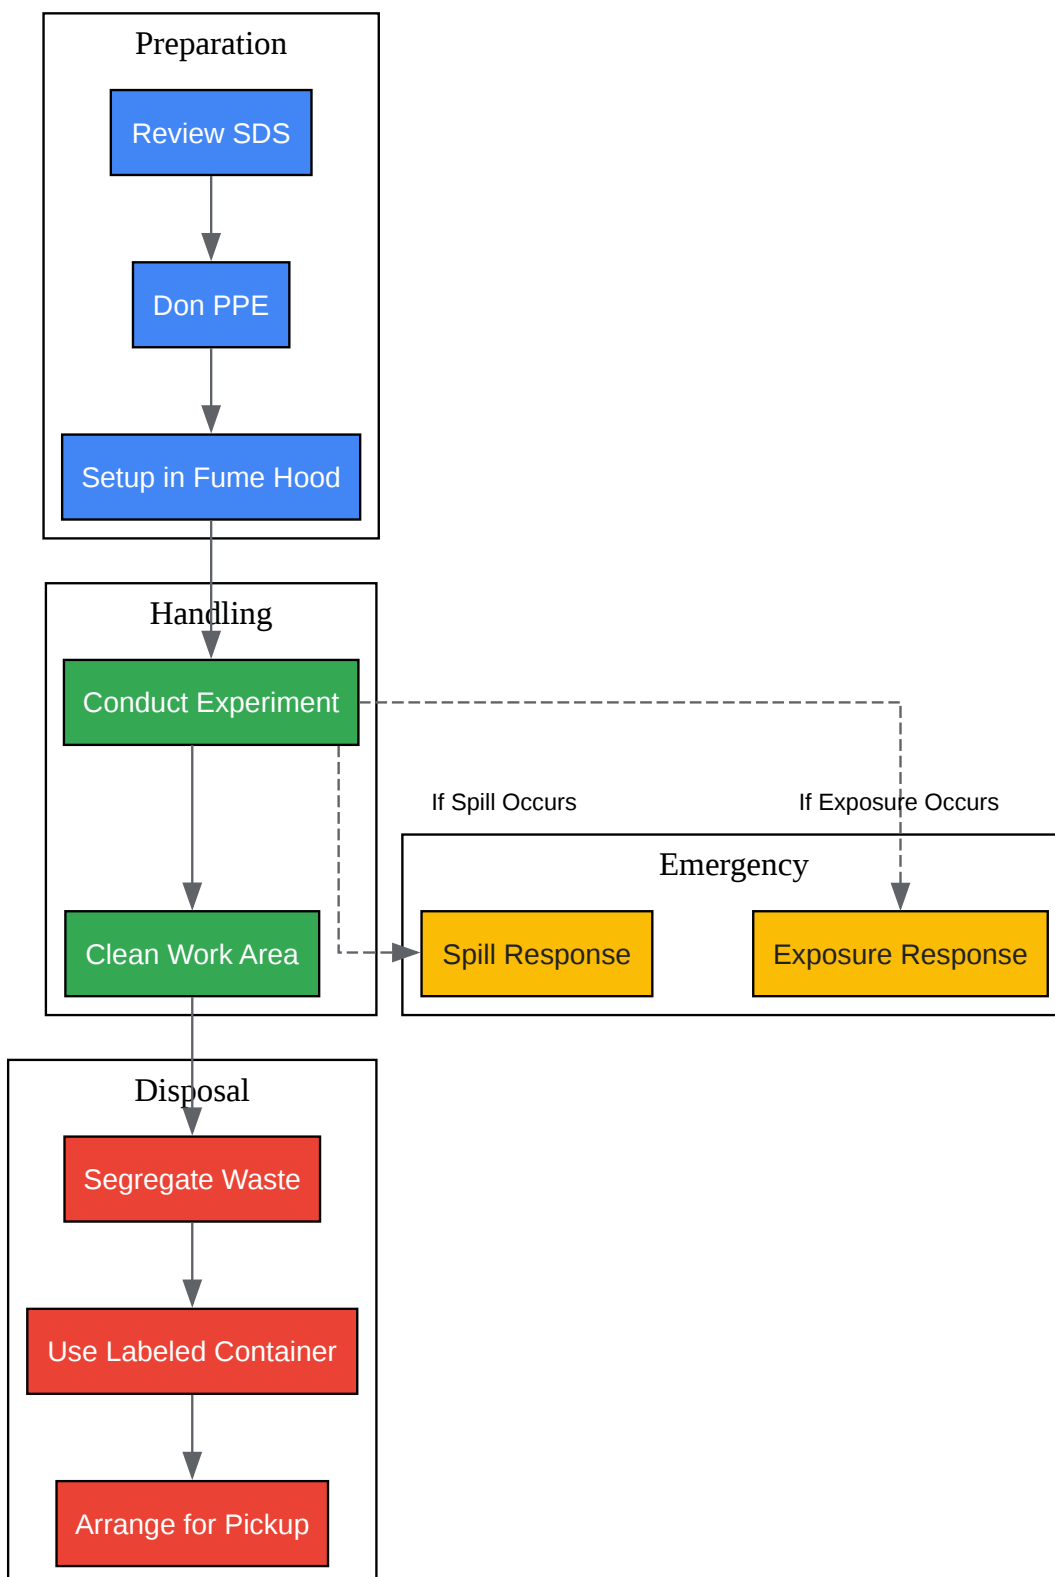 Preparation
Review SDS
Don PPE
Setup in Fume Hood
Handling
Conduct Experiment
If Spill Occurs
If Exposure Occurs
Emergency
Clean Work Area
Spill Response
Exposure Response
Disposal
Segregate Waste
Use Labeled Container
Arrange for Pickup